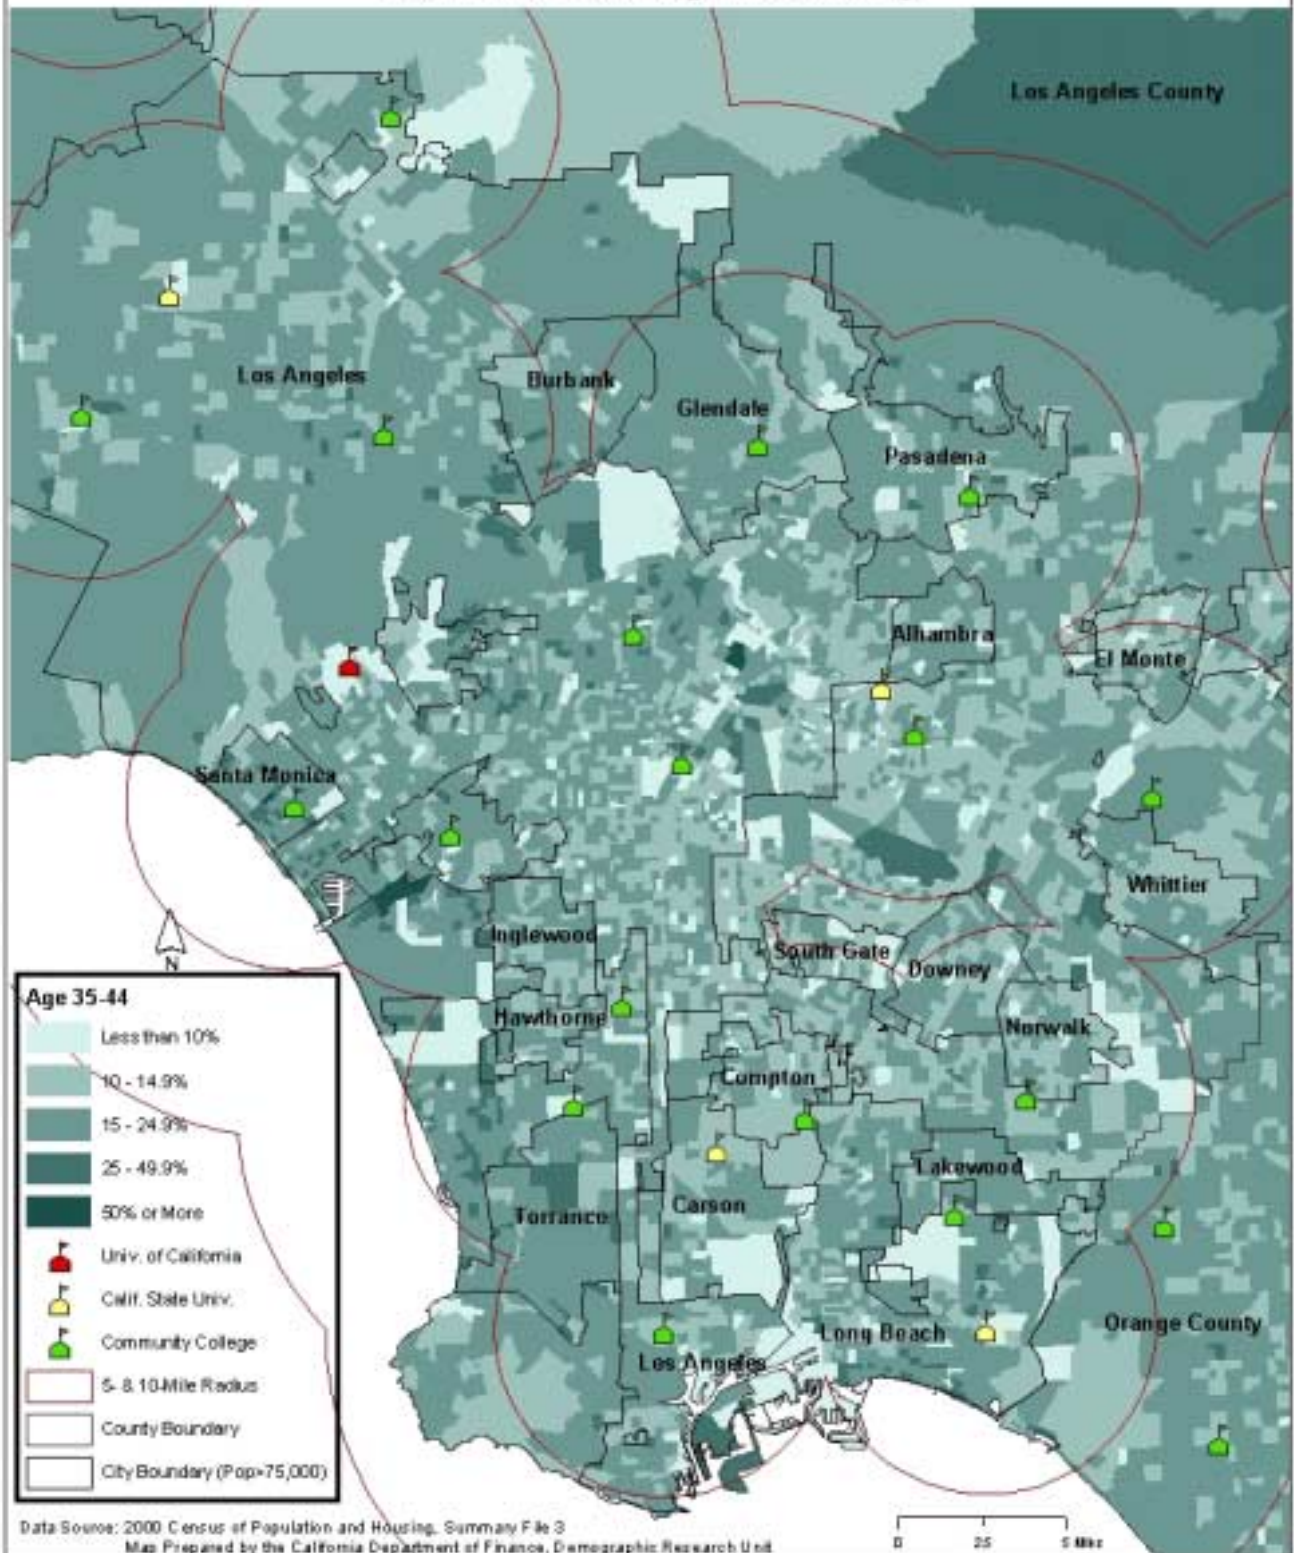 Los Angeles County
Los Angeles
Burbank
Glendale
Pasadena
Alhambra
El Monte
Santa Monica
Whittier
Inglewood
South Gate
Downey
Hawthorne
Norwalk
Compton
Lakewood
Carson
Torrance
Orange County
Long Beach
Los Angeles
N
Age 35-44
Less than 10%
10 - 14.9%
15 - 24.9%
25 - 49.9%
50% or More
Univ. of California
Calif. State Univ.
Community College
5- 8.10-Mile Radius
County Boundary
City Boundary (Pop>75,000)
Data Source: 2000 Census of Population and Housing, Summary File 3
Map Prepared by the California Department of Finance, Demographic Research Unit
0 2.5 5 Miles